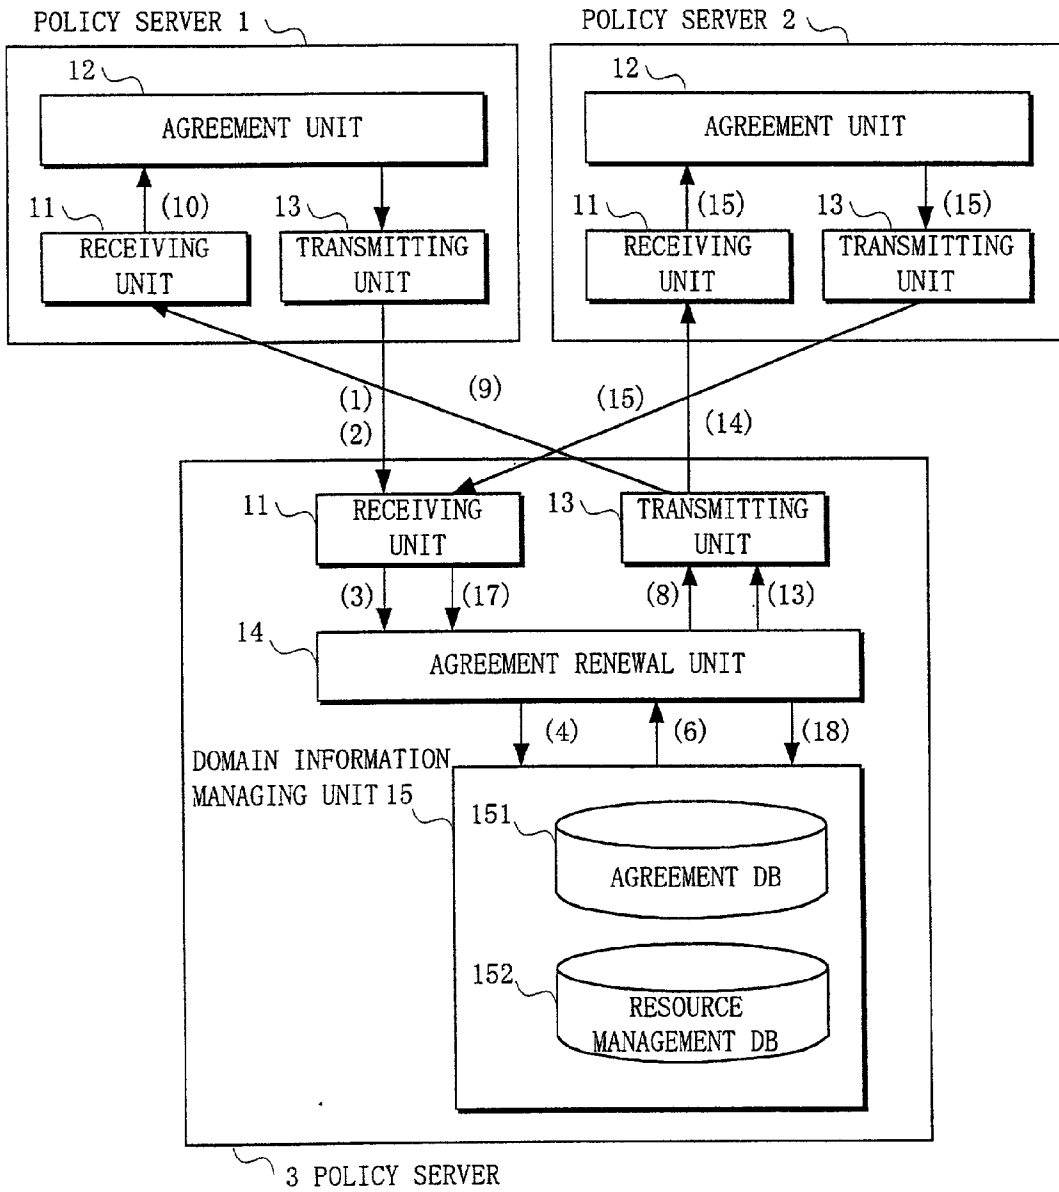 POLICY SERVER 1
POLICY SERVER 2
12
AGREEMENT UNIT
12
AGREEMENT UNIT
11
(10)
13
RECEIVING
UNIT
TRANSMITTING
UNIT
11
(15)
13
(15)
RECEIVING
UNIT
TRANSMITTING
UNIT
(1)
(2)
(9)
(15)
(14)
11
RECEIVING
UNIT
13
TRANSMITTING
UNIT
(3)
(17)
(8)
(13)
14
AGREEMENT RENEWAL UNIT
(4)
(6)
(18)
DOMAIN INFORMATION
MANAGING UNIT 15
151
AGREEMENT DB
152
RESOURCE
MANAGEMENT DB
3 POLICY SERVER